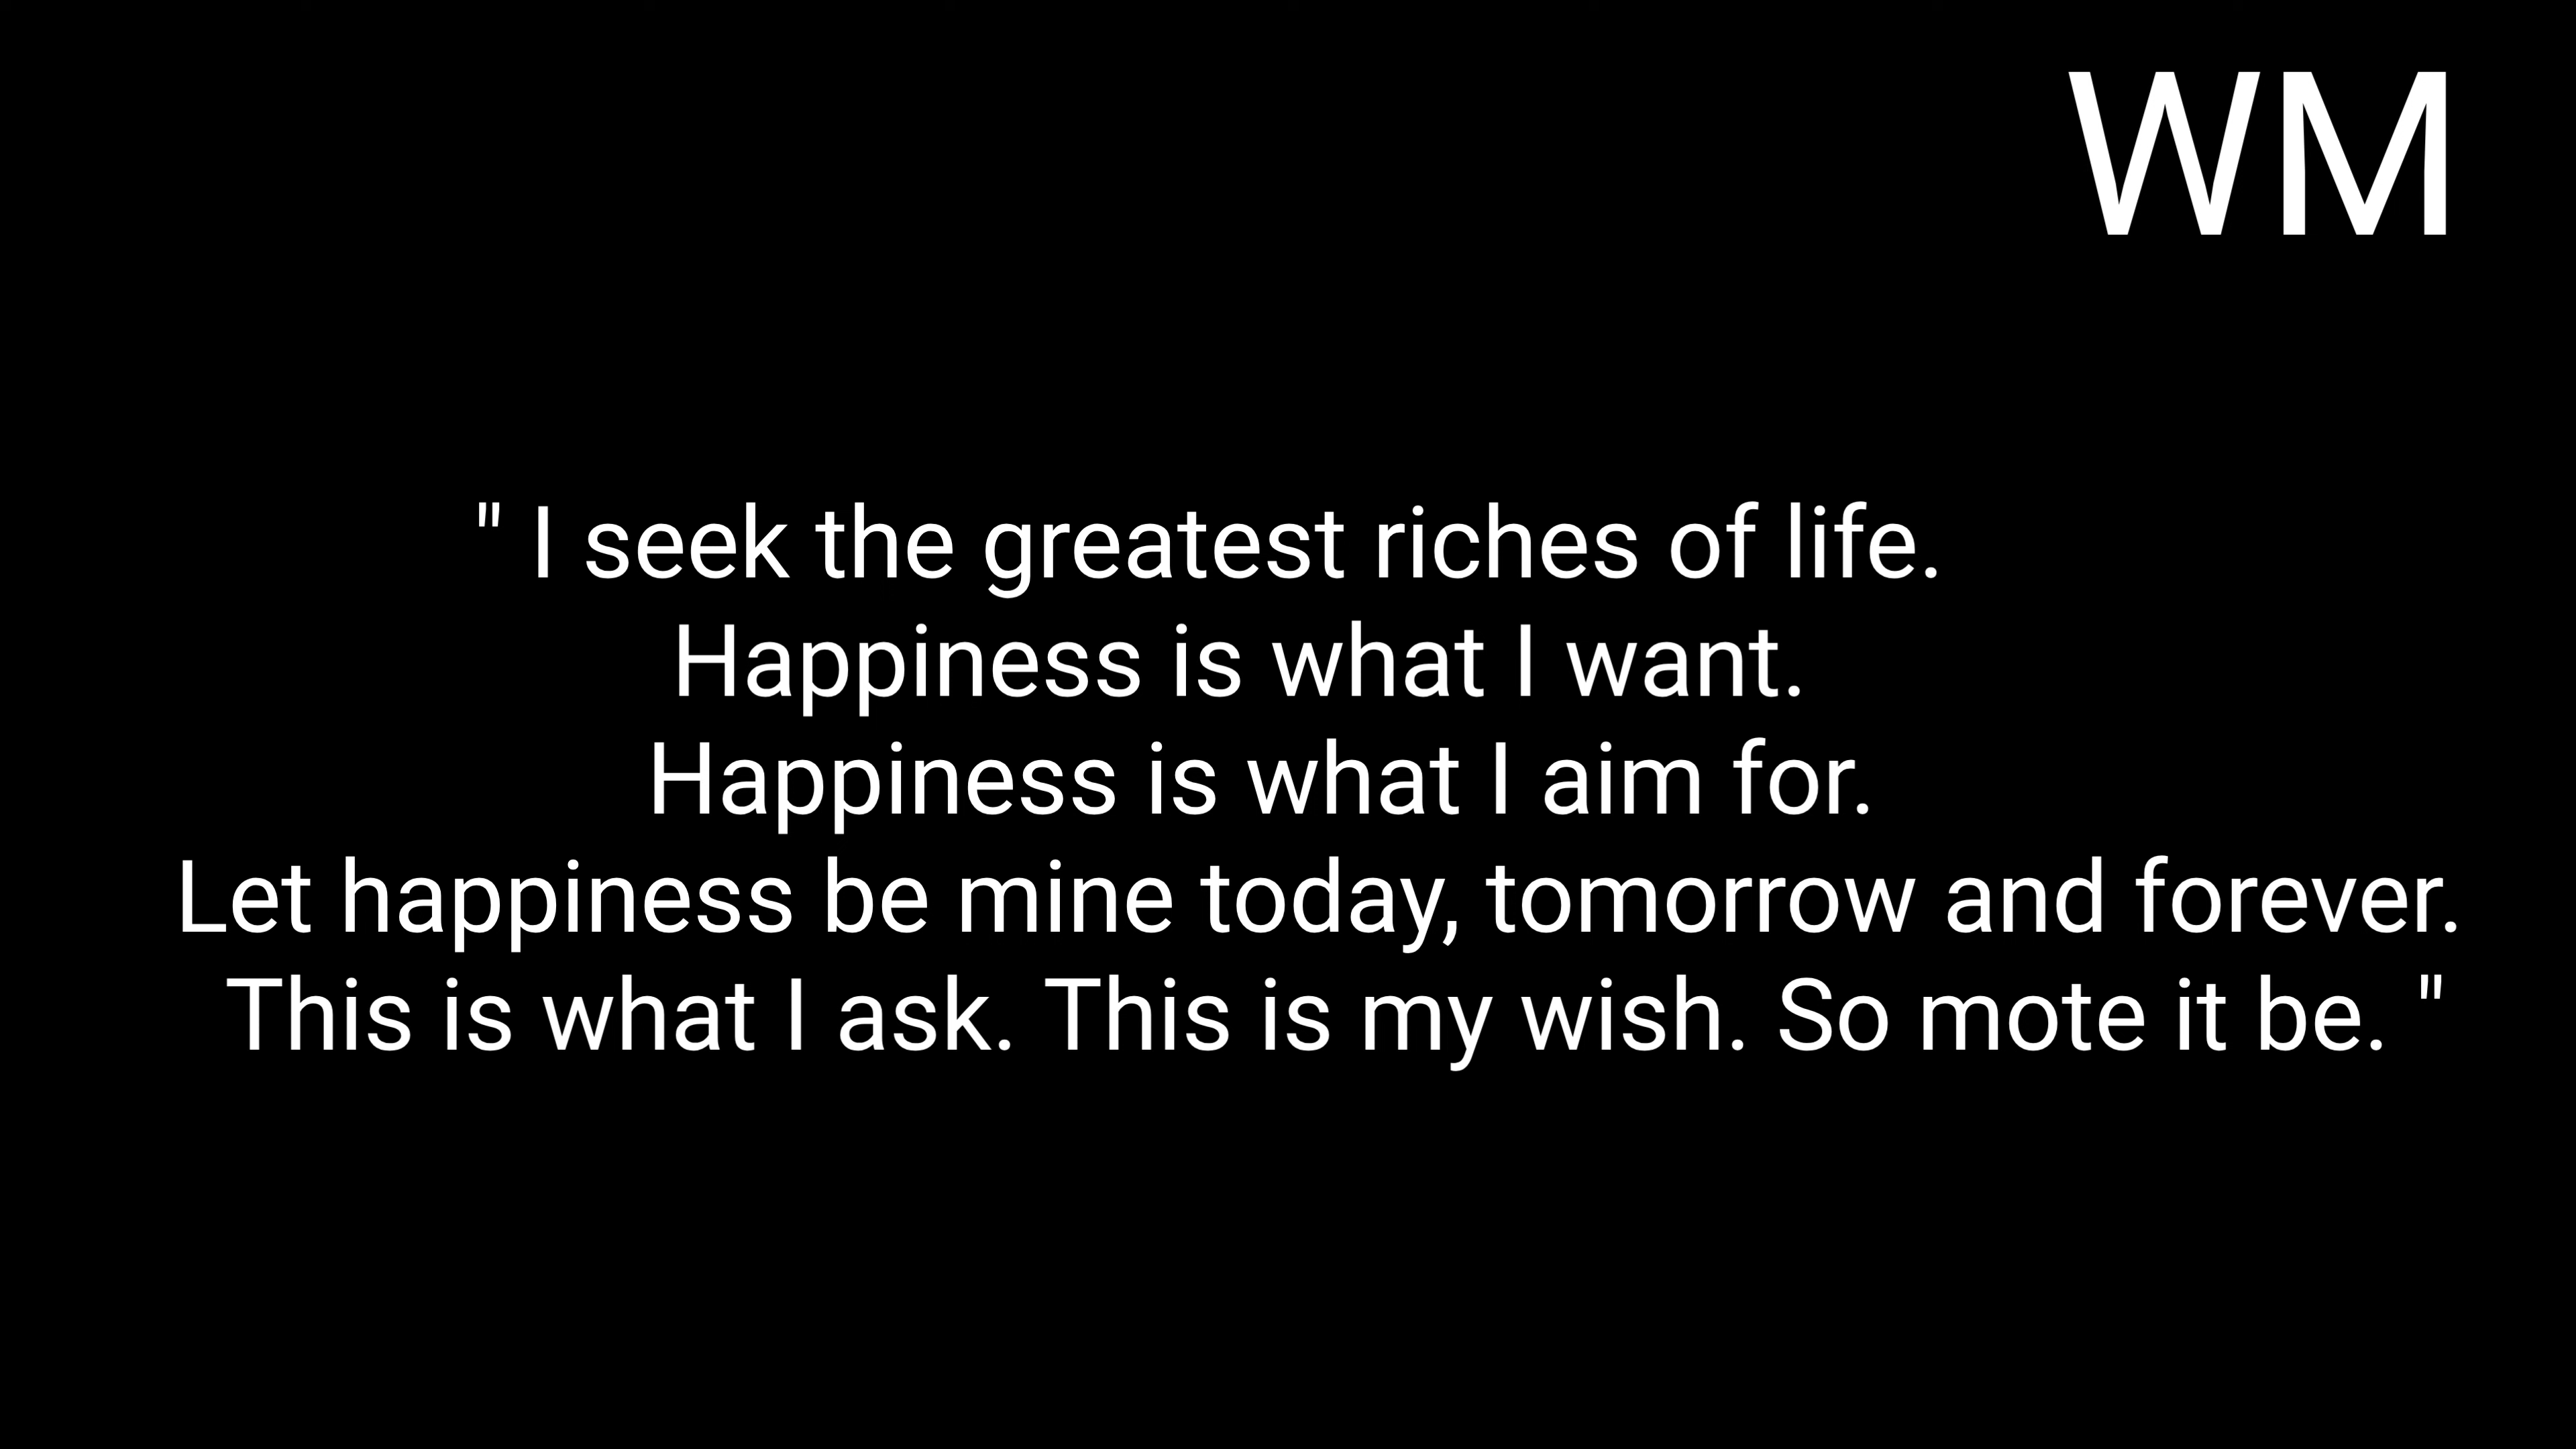 WM
" I seek the greatest riches of life.
Happiness is what I want.
Happiness is what I aim for.
Let happiness be mine today, tomorrow and forever.
This is what I ask. This is my wish. So mote it be. "